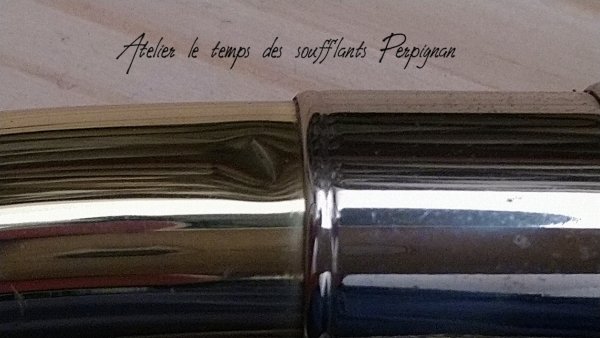 Atelier le temps des soufflants Perpignan